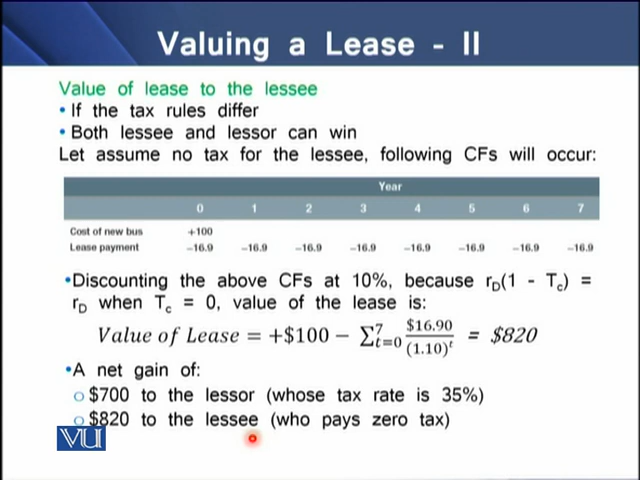 Valuing a Lease - II
Value of lease to the lessee
• If the tax rules differ
• Both lessee and lessor can win
Let assume no tax for the lessee, following CFs will occur:
Year
0 1 2 3 4 5 6 7
Cost of new bus +100
Lease payment –16.9 –16.9 –16.9 –16.9 –16.9 –16.9 –16.9 –16.9
•Discounting the above CFs at 10%, because r_D(1 - T_c) =
r_D when T_c = 0, value of the lease is:
Value of Lease = +$100 − ∑_{t=0}^{7} $16.90/(1.10)^t = $820
•A net gain of:
o $700 to the lessor (whose tax rate is 35%)
o $820 to the lessee (who pays zero tax)
VU